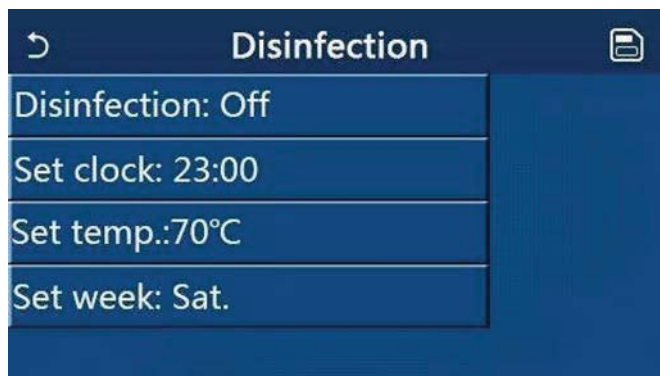 Disinfection
Disinfection: Off
Set clock: 23:00
Set temp.:70℃
Set week: Sat.